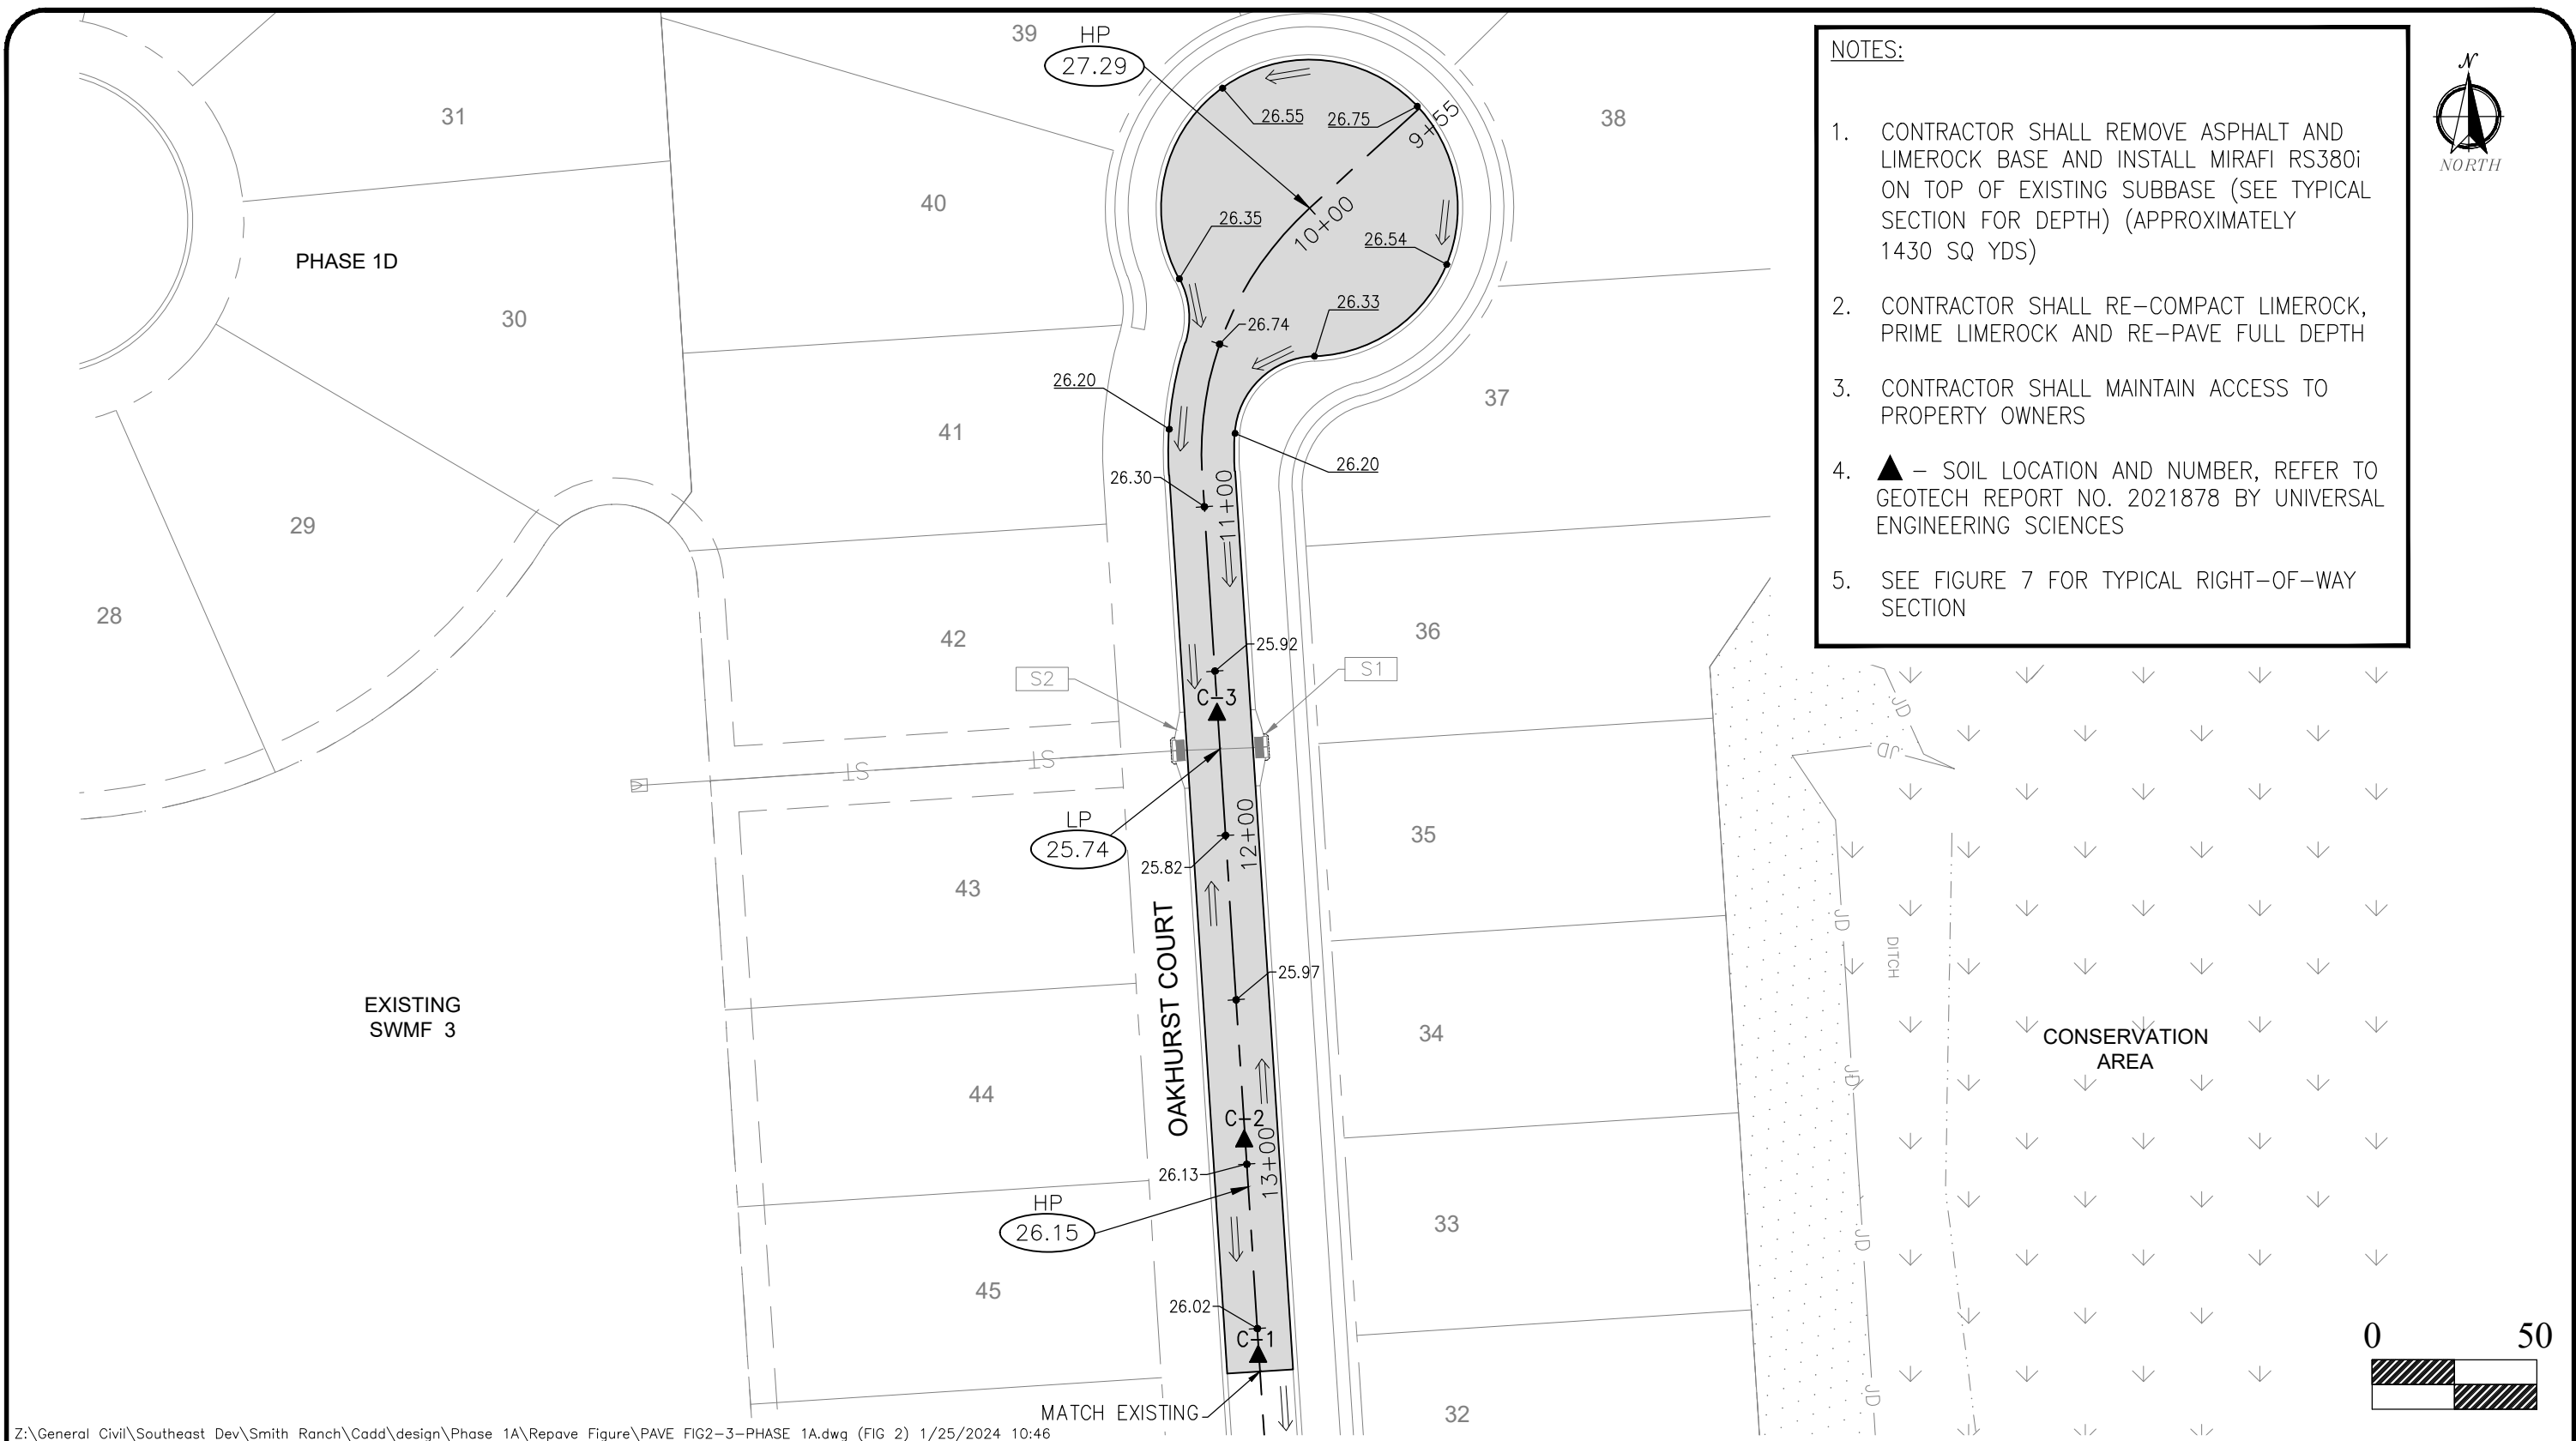 NOTES:
1. CONTRACTOR SHALL REMOVE ASPHALT AND
LIMEROCK BASE AND INSTALL MIRAFI RS380i
ON TOP OF EXISTING SUBBASE (SEE TYPICAL
SECTION FOR DEPTH) (APPROXIMATELY
1430 SQ YDS)
2. CONTRACTOR SHALL RE-COMPACT LIMEROCK,
PRIME LIMEROCK AND RE-PAVE FULL DEPTH
3. CONTRACTOR SHALL MAINTAIN ACCESS TO
PROPERTY OWNERS
4. ▲ - SOIL LOCATION AND NUMBER, REFER TO
GEOTECH REPORT NO. 2021878 BY UNIVERSAL
ENGINEERING SCIENCES
5. SEE FIGURE 7 FOR TYPICAL RIGHT-OF-WAY
SECTION
N
NORTH
39
HP
27.29
31
38
26.55
26.75
9+55
40
26.35
10+00
26.54
PHASE 1D
30
26.33
26.74
26.20
37
41
26.20
26.30
11+00
29
28
42
36
25.92
S2
S1
C-3
ST
ST
LP
25.74
12+00
25.82
35
43
OAKHURST COURT
25.97
34
EXISTING
SWMF 3
44
C-2
13+00
26.13
HP
26.15
33
45
26.02
C-1
MATCH EXISTING
32
JD
JD
JD
DITCH
JD
JD
JD
CONSERVATION
AREA
0 50
Z:\General Civil\Southeast Dev\Smith Ranch\Cadd\design\Phase 1A\Repave Figure\PAVE FIG2-3-PHASE 1A.dwg (FIG 2) 1/25/2024 10:46